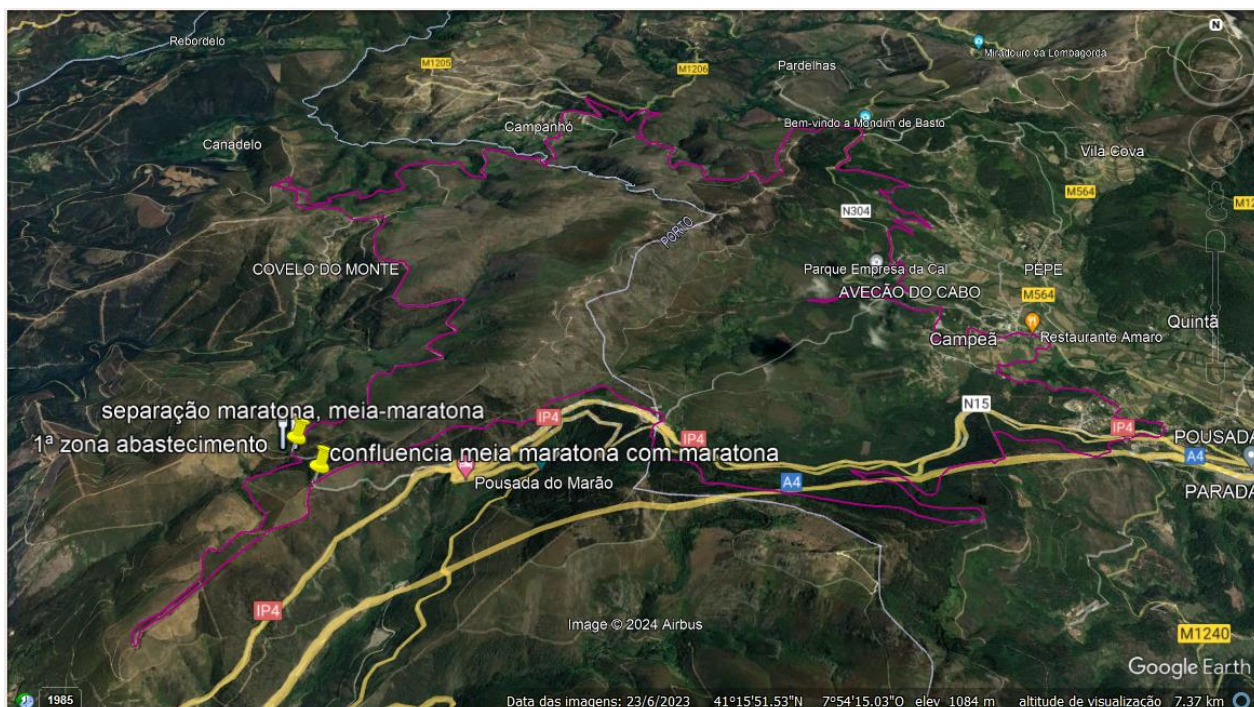 Rebordelo
M1205
M1206
Pardelhas
Miradouro da Lombagorda
N
Campanhó
Bem-vindo a Mondim de Basto
Canadelo
Vila Cova
M564
N304
PORTO
COVELO DO MONTE
Parque Empresa da Cal
PÉPE
AVECÃO DO CABO
M564
Quintã
Campeã
Restaurante Amaro
separação maratona, meia-maratona
IP4
N15
1ª zona abastecimento
IP4
IP4
POUSADA
confluencia meia maratona com maratona
A4
Pousada do Marão
A4
PARADA
IP4
Image © 2024 Airbus
M1240
Google Earth
1985
Data das imagens: 23/6/2023 41°15'51.53"N 7°54'15.03"O elev 1084 m altitude de visualização 7.37 km